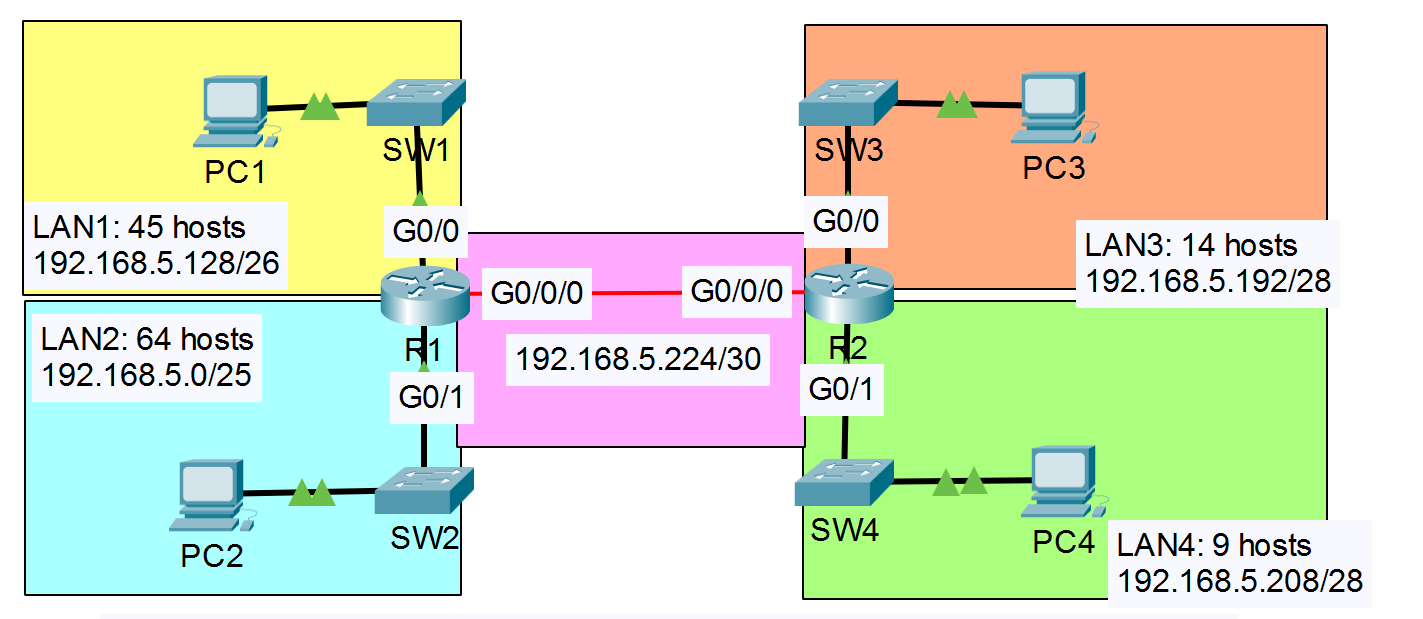 PC1
SW1
LAN1: 45 hosts
192.168.5.128/26
G0/0
SW3
PC3
G0/0
LAN3: 14 hosts
192.168.5.192/28
G0/0/0
G0/0/0
R1
192.168.5.224/30
R2
LAN2: 64 hosts
192.168.5.0/25
G0/1
PC2
SW2
G0/1
SW4
PC4
LAN4: 9 hosts
192.168.5.208/28